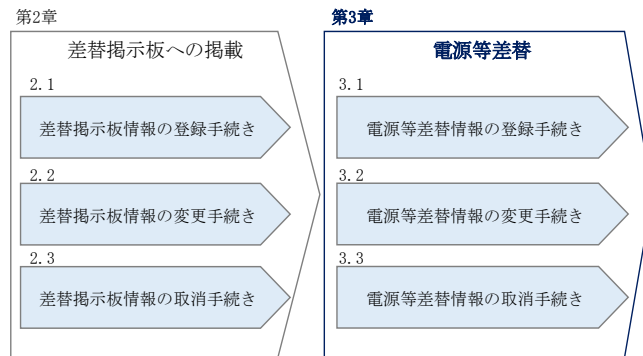 第2章
差替掲示板への掲載
2.1
差替掲示板情報の登録手続き
2.2
差替掲示板情報の変更手続き
2.3
差替掲示板情報の取消手続き
第3章
電源等差替
3.1
電源等差替情報の登録手続き
3.2
電源等差替情報の変更手続き
3.3
電源等差替情報の取消手続き